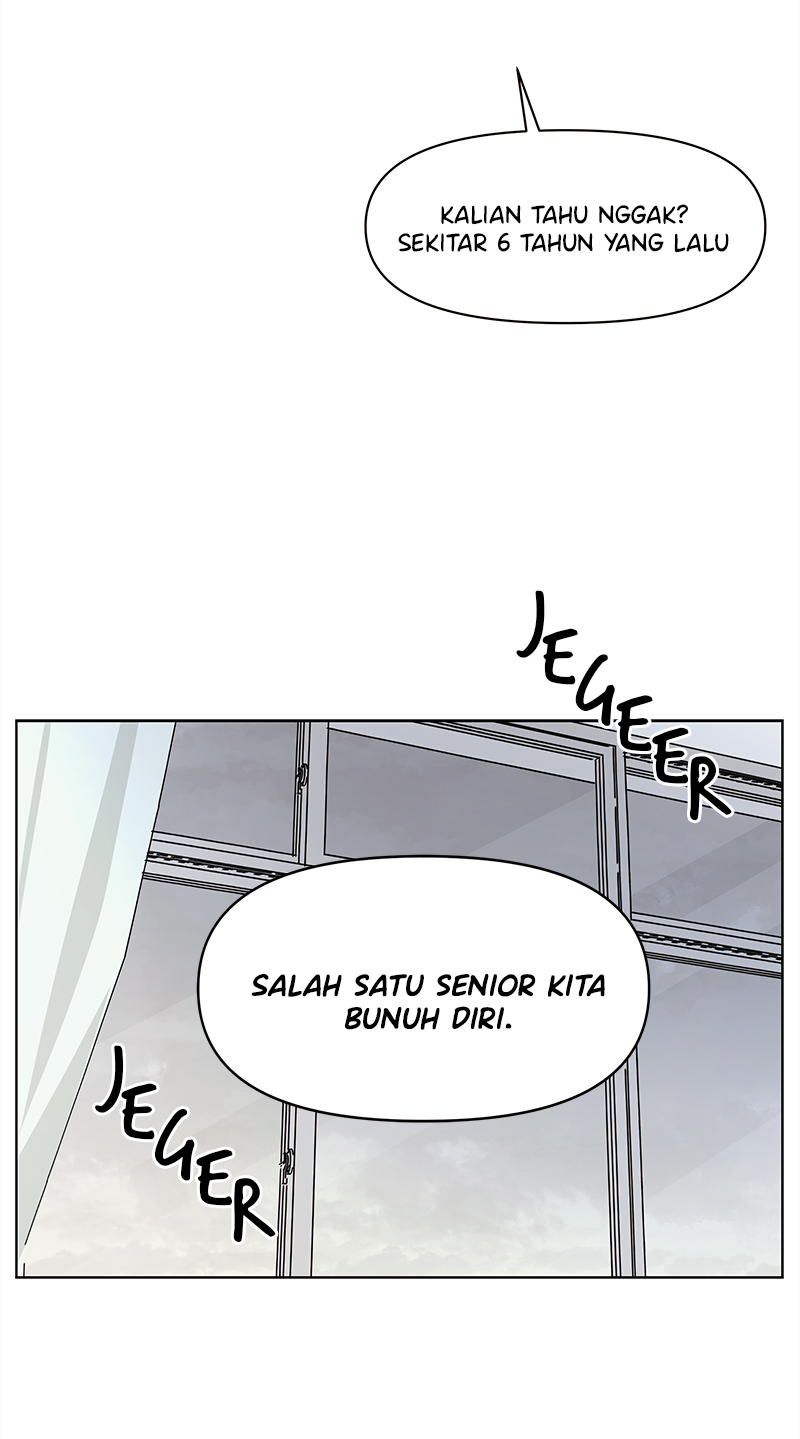 KALIAN TAHU NGGAK?
SEKITAR 6 TAHUN YANG LALU
JEGEER
SALAH SATU SENIOR KITA
BUNUH DIRI.
JEGER